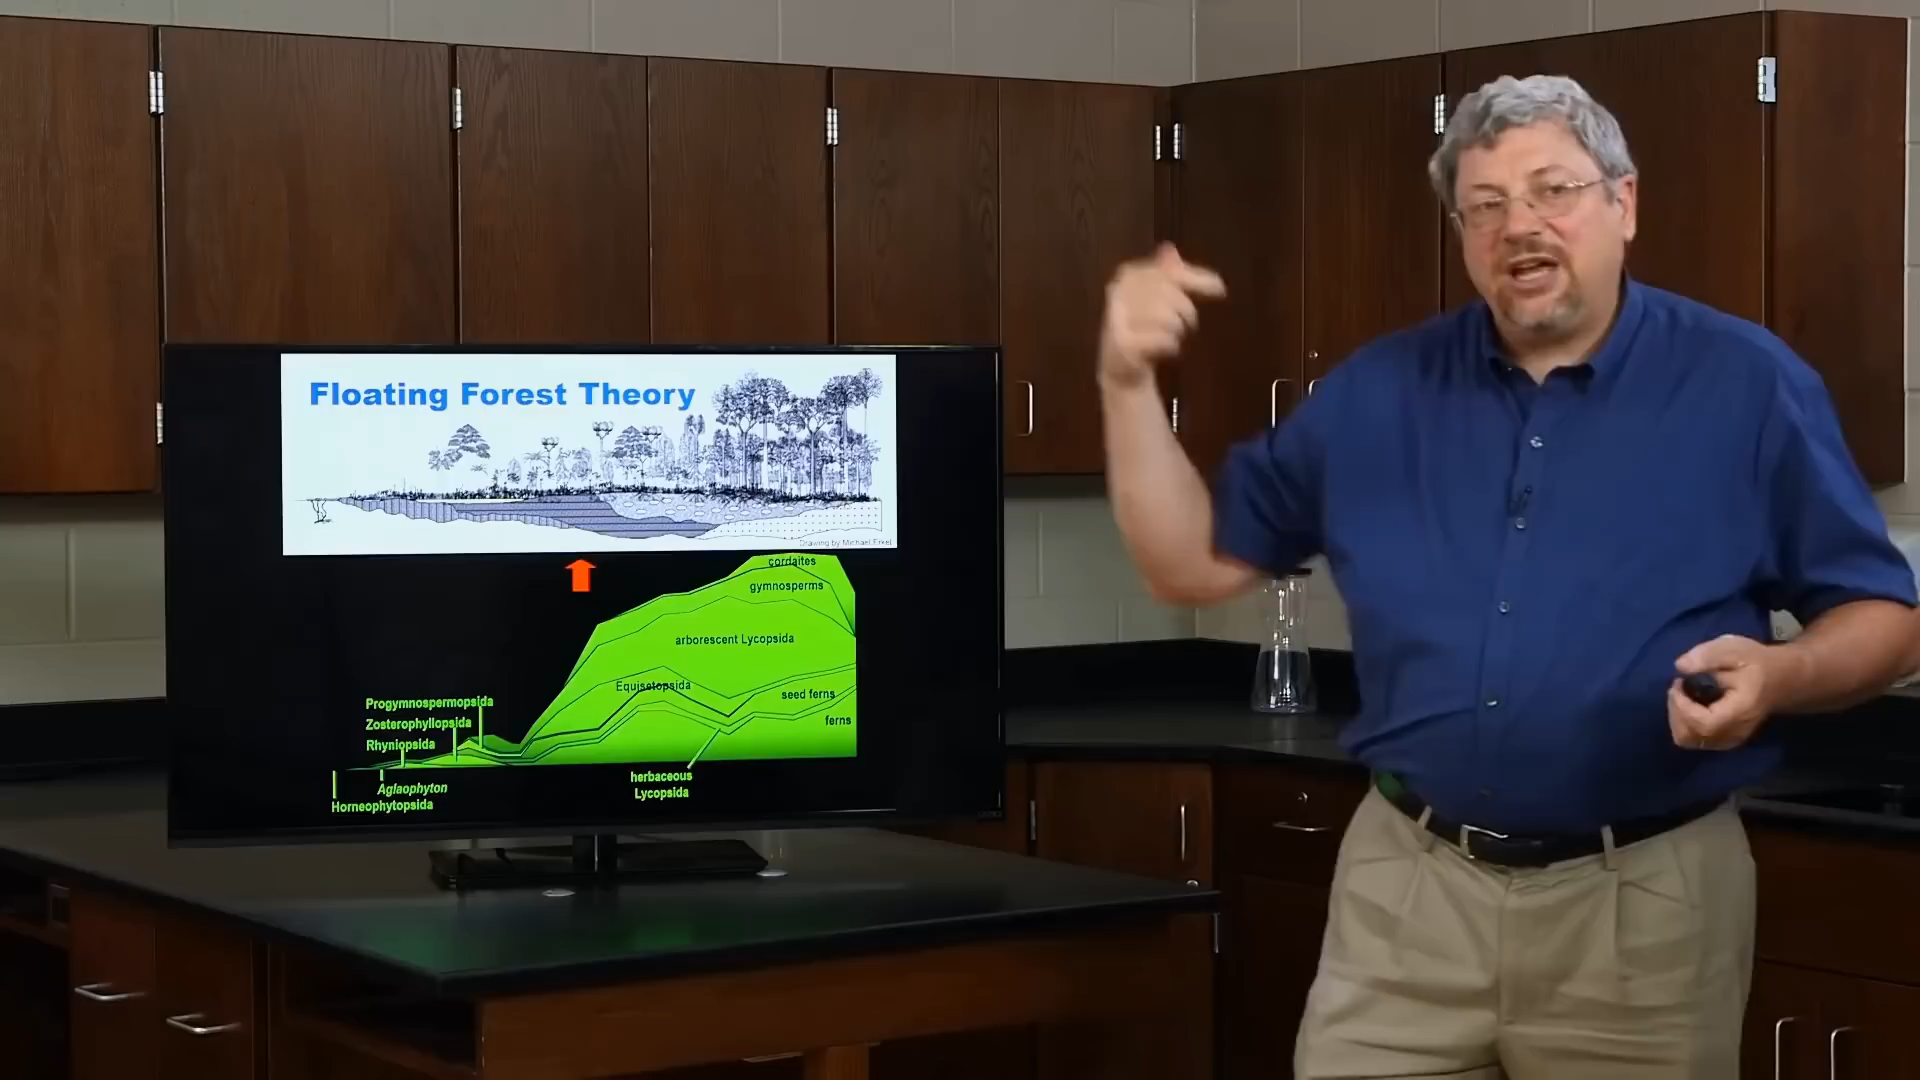 Floating Forest Theory
Drawing by Michael Erkel
cordaites
gymnosperms
arborescent Lycopsida
Equisetopsida
seed ferns
ferns
Progymnospermopsida
Zosterophyllopsida
Rhyniopsida
Aglaophyton
Horneophytopsida
herbaceous
Lycopsida